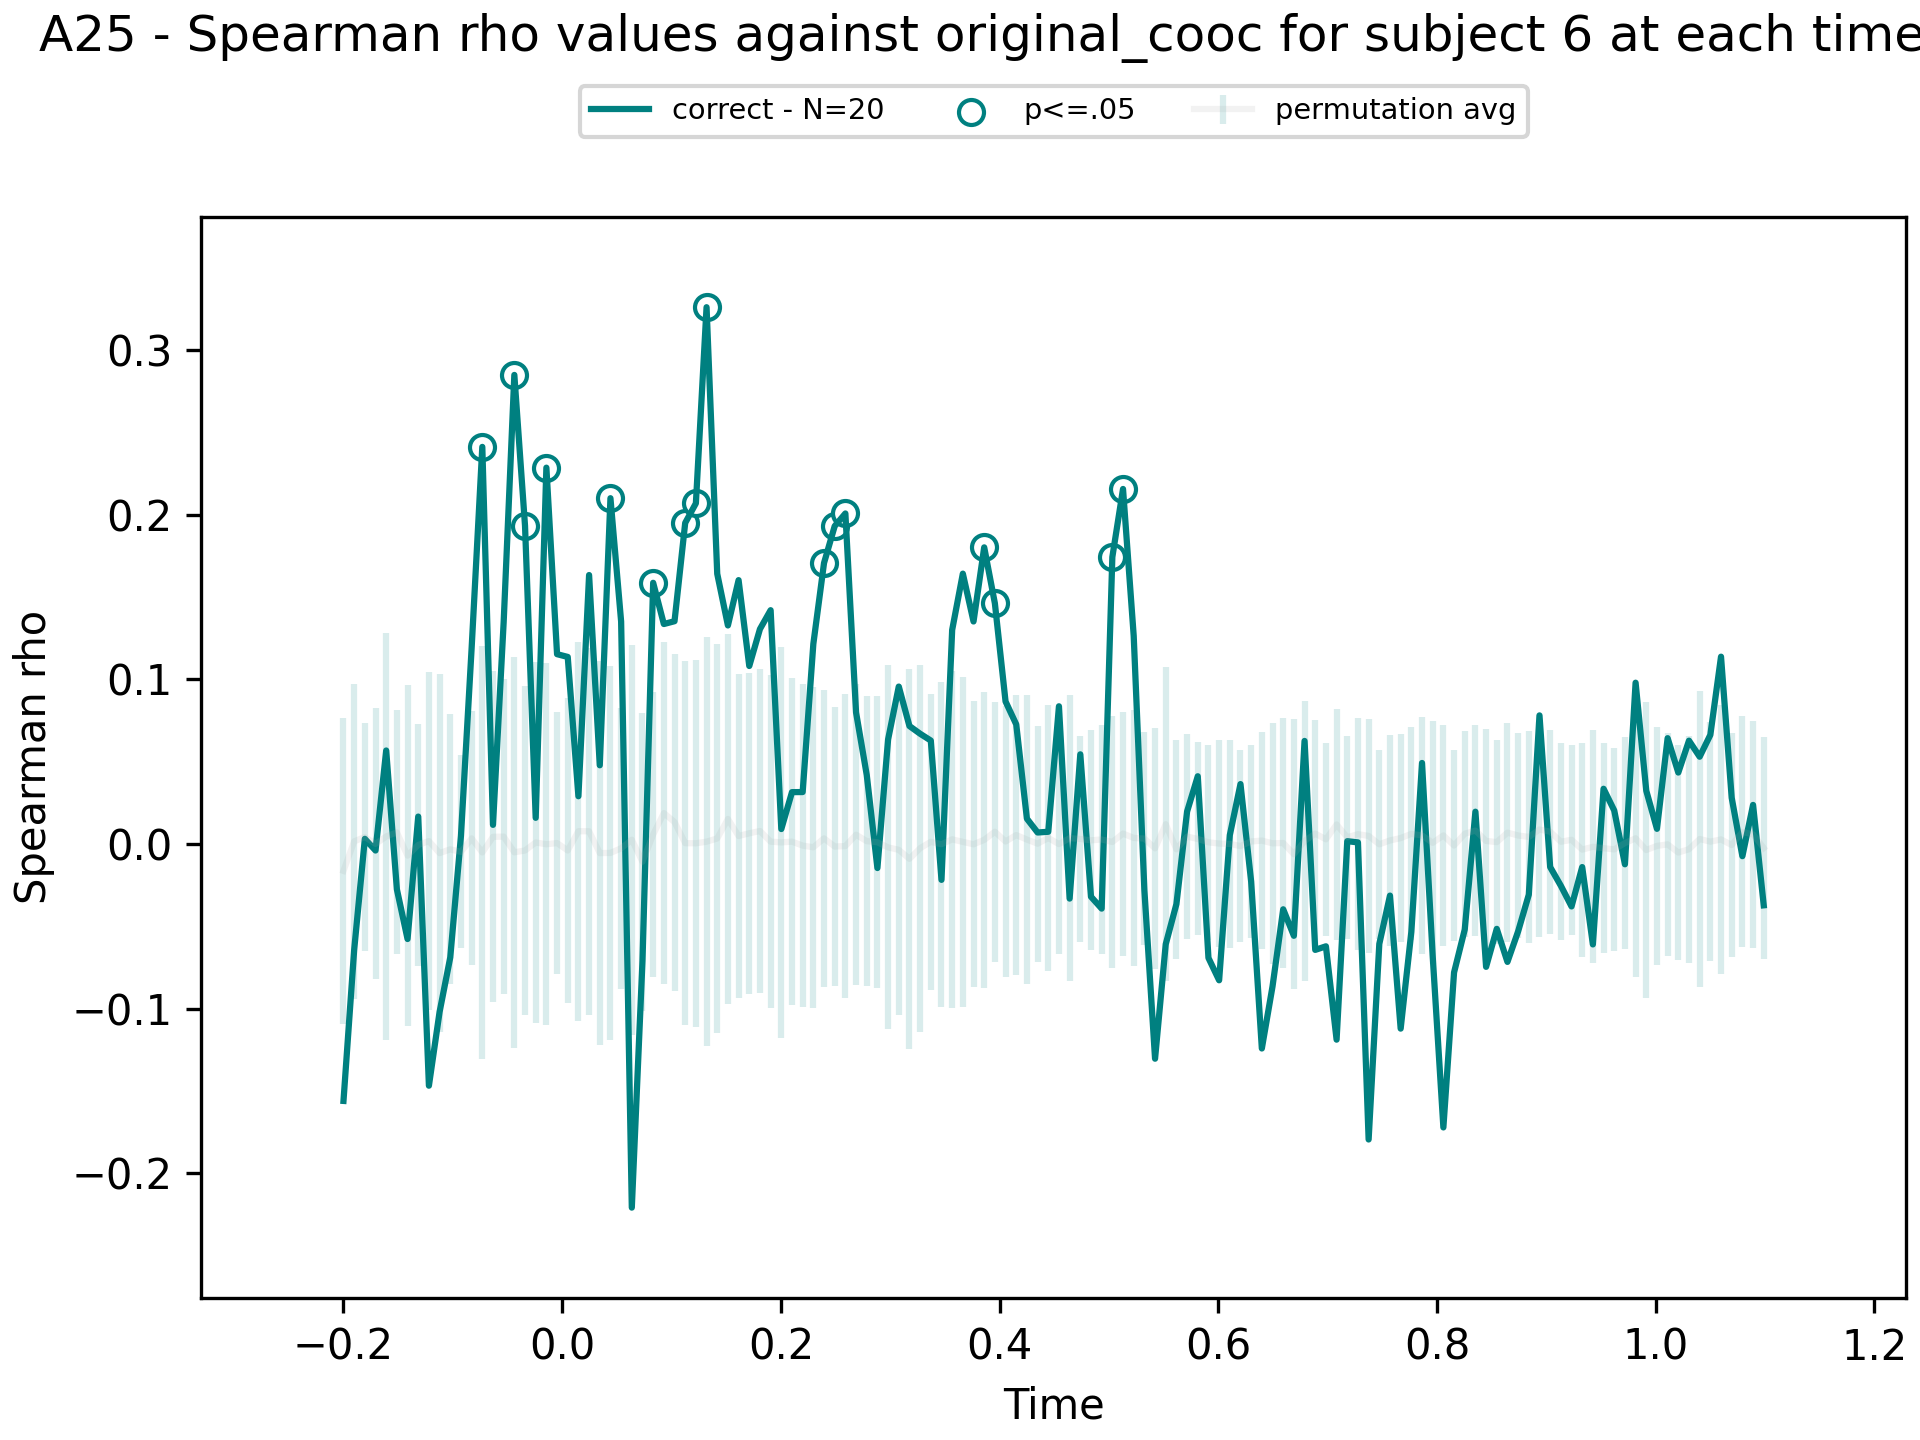 A25 - Spearman rho values against original_cooc for subject 6 at each time
correct - N=20 p<=.05 permutation avg
0.3
0.2
0.1
0.0
−0.1
−0.2
Spearman rho
−0.2 0.0 0.2 0.4 0.6 0.8 1.0 1.2
Time